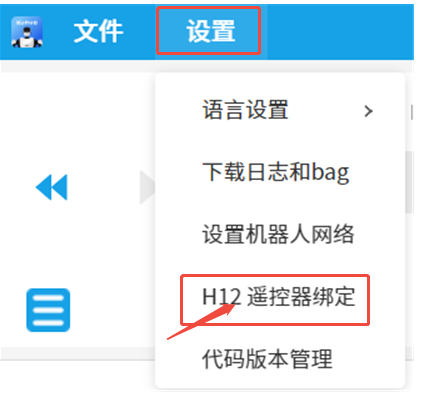 文件 设置
语言设置
下载日志和bag
设置机器人网络
H12 遥控器绑定
代码版本管理